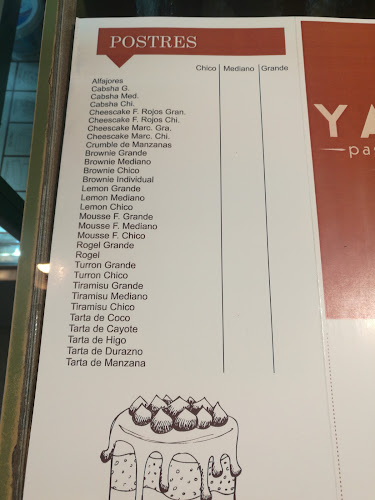 POSTRES
Chico Mediano Grande
Alfajores
Cabsha G.
Cabsha Med.
Cabsha Chi.
Cheescake F. Rojos Gran.
Cheescake F. Rojos Chi.
Cheescake Marc. Gra.
Cheescake Marc. Chi.
Crumble de Manzanas
Brownie Grande
Brownie Mediano
Brownie Chico
Brownie Individual
Lemon Grande
Lemon Mediano
Lemon Chico
Mousse F. Grande
Mousse F. Mediano
Mousse F. Chico
Rogel Grande
Rogel
Turron Grande
Turron Chico
Tiramisu Grande
Tiramisu Mediano
Tiramisu Chico
Tarta de Coco
Tarta de Cayote
Tarta de Higo
Tarta de Durazno
Tarta de Manzana